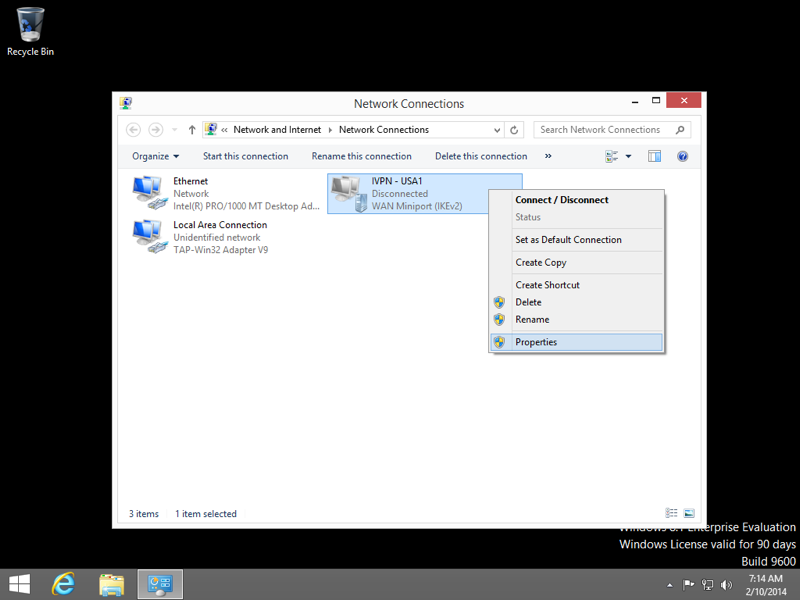 Recycle Bin
Network Connections
« Network and Internet Network Connections
Search Network Connections
Organize Start this connection Rename this connection Delete this connection »
Ethernet
Network
Intel(R) PRO/1000 MT Desktop Ad...
Local Area Connection
Unidentified network
TAP-Win32 Adapter V9
IVPN - USA1
Disconnected
WAN Miniport (IKEv2)
Connect / Disconnect
Status
Set as Default Connection
Create Copy
Create Shortcut
Delete
Rename
Properties
3 items 1 item selected
Windows 8.1 Enterprise Evaluation
Windows License valid for 90 days
Build 9600
7:14 AM
2/10/2014